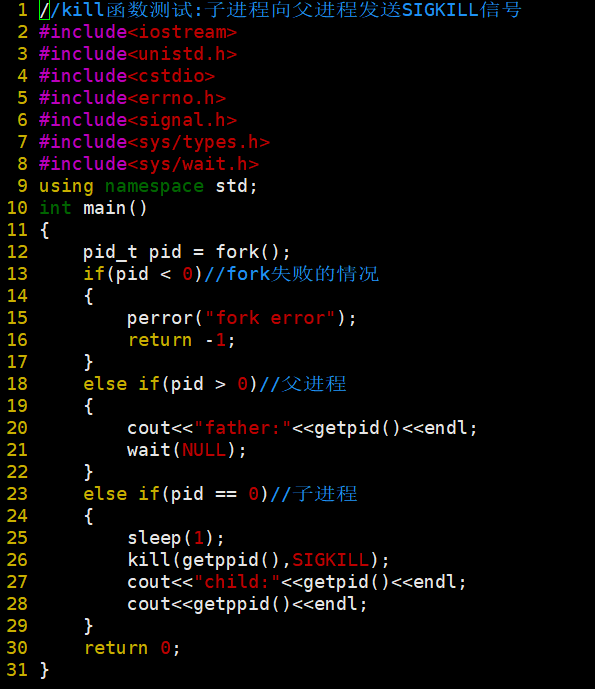 1 //kill函数测试:子进程向父进程发送SIGKILL信号
2 #include<iostream>
3 #include<unistd.h>
4 #include<cstdio>
5 #include<errno.h>
6 #include<signal.h>
7 #include<sys/types.h>
8 #include<sys/wait.h>
9 using namespace std;
10 int main()
11 {
12     pid_t pid = fork();
13     if(pid < 0)//fork失败的情况
14     {
15         perror("fork error");
16         return -1;
17     }
18     else if(pid > 0)//父进程
19     {
20         cout<<"father:"<<getpid()<<endl;
21         wait(NULL);
22     }
23     else if(pid == 0)//子进程
24     {
25         sleep(1);
26         kill(getppid(),SIGKILL);
27         cout<<"child:"<<getpid()<<endl;
28         cout<<getppid()<<endl;
29     }
30     return 0;
31 }